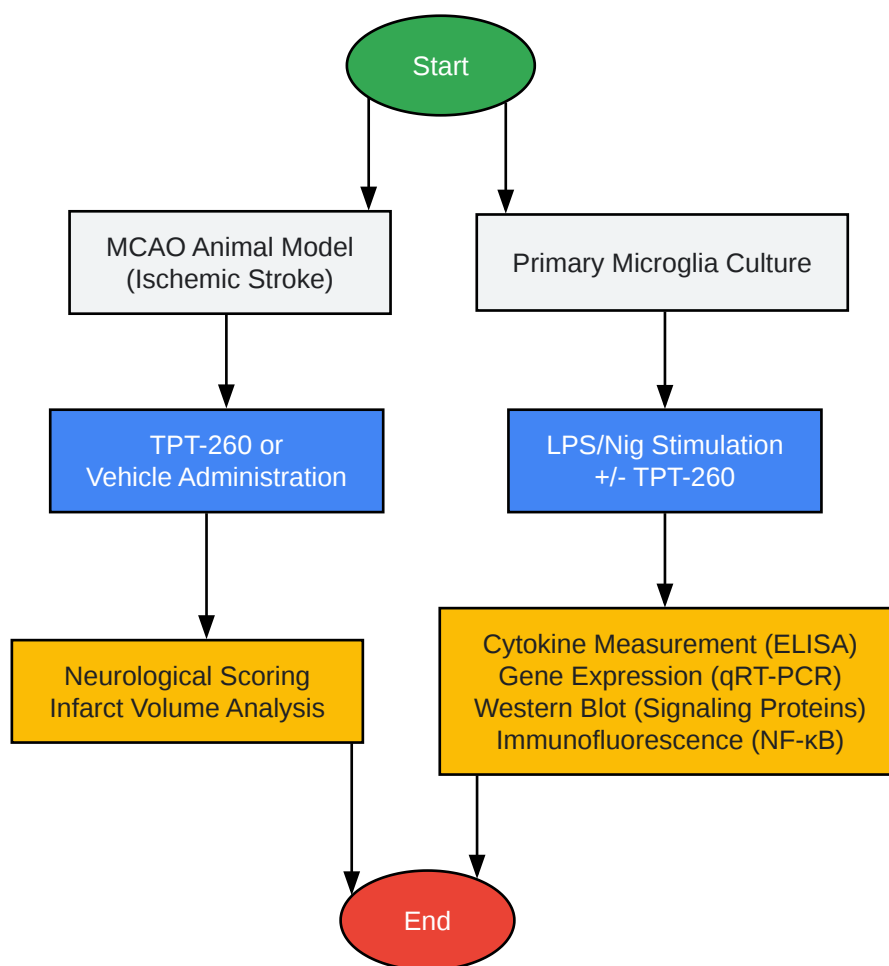 Start
MCAO Animal Model
(Ischemic Stroke)
Primary Microglia Culture
TPT-260 or
Vehicle Administration
LPS/Nig Stimulation
+/- TPT-260
Neurological Scoring
Infarct Volume Analysis
Cytokine Measurement (ELISA)
Gene Expression (qRT-PCR)
Western Blot (Signaling Proteins)
Immunofluorescence (NF-κB)
End